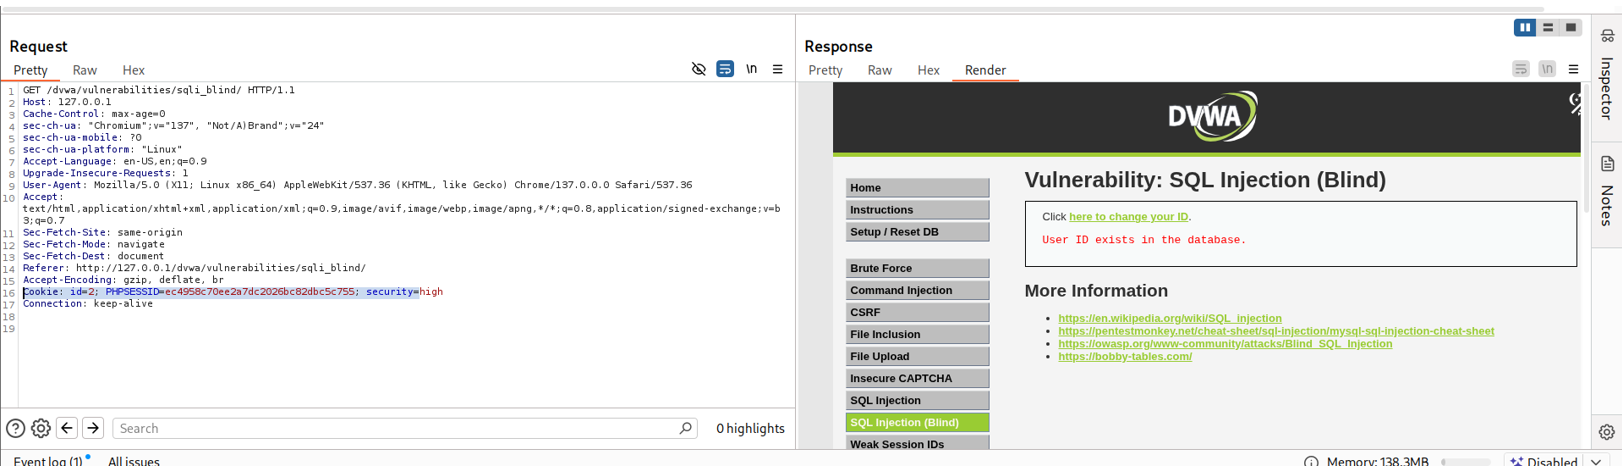 Request
Pretty
Raw
Hex
\n
1 GET /dvwa/vulnerabilities/sqli_blind/ HTTP/1.1
2 Host: 127.0.0.1
3 Cache-Control: max-age=0
4 sec-ch-ua: "Chromium";v="137", "Not/A)Brand";v="24"
5 sec-ch-ua-mobile: ?0
6 sec-ch-ua-platform: "Linux"
7 Accept-Language: en-US,en;q=0.9
8 Upgrade-Insecure-Requests: 1
9 User-Agent: Mozilla/5.0 (X11; Linux x86_64) AppleWebKit/537.36 (KHTML, like Gecko) Chrome/137.0.0.0 Safari/537.36
10 Accept:
text/html,application/xhtml+xml,application/xml;q=0.9,image/avif,image/webp,image/apng,*/*;q=0.8,application/signed-exchange;v=b
3;q=0.7
11 Sec-Fetch-Site: same-origin
12 Sec-Fetch-Mode: navigate
13 Sec-Fetch-Dest: document
14 Referer: http://127.0.0.1/dvwa/vulnerabilities/sqli_blind/
15 Accept-Encoding: gzip, deflate, br
16 Cookie: id=2; PHPSESSID=ec4958c70ee2a7dc2026bc82dbc5c755; security=high
17 Connection: keep-alive
18
19
Search
0 highlights
Response
Pretty
Raw
Hex
Render
\n
DVWA
Home
Instructions
Setup / Reset DB
Brute Force
Command Injection
CSRF
File Inclusion
File Upload
Insecure CAPTCHA
SQL Injection
SQL Injection (Blind)
Weak Session IDs
Vulnerability: SQL Injection (Blind)
Click here to change your ID.
User ID exists in the database.
More Information
https://en.wikipedia.org/wiki/SQL_injection
https://pentestmonkey.net/cheat-sheet/sql-injection/mysql-sql-injection-cheat-sheet
https://owasp.org/www-community/attacks/Blind_SQL_Injection
https://bobby-tables.com/
Inspector
Notes
Event log (1)
All issues
Memory: 138.3MB
Disabled